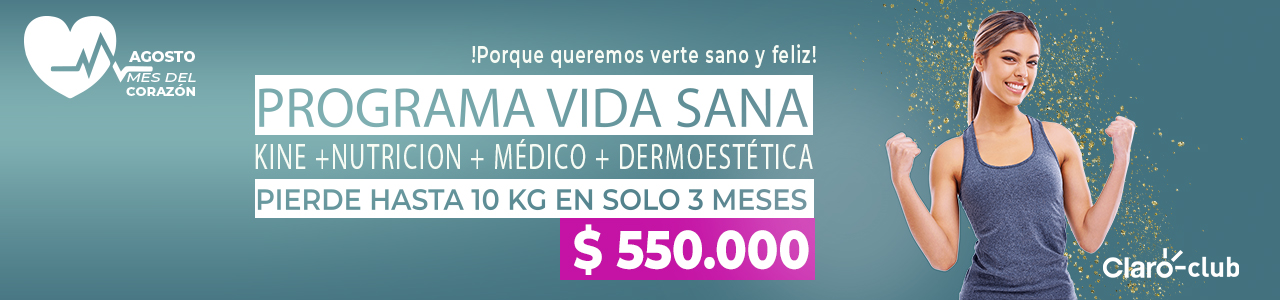 AGOSTO
MES DEL
CORAZÓN
!Porque queremos verte sano y feliz!
PROGRAMA VIDA SANA
KINE +NUTRICION + MÉDICO + DERMOESTÉTICA
PIERDE HASTA 10 KG EN SOLO 3 MESES
$ 550.000
Claro-club